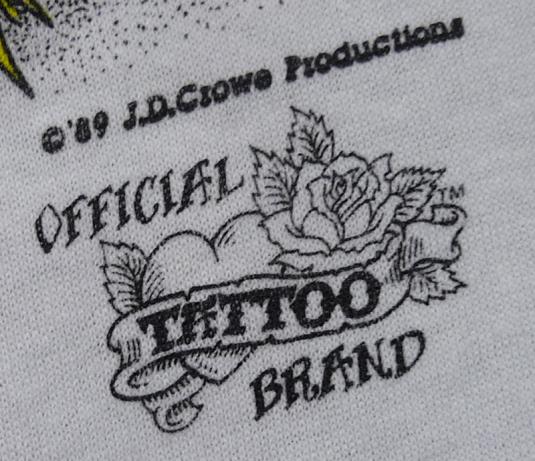 ©'89 J.D.Crowe Productions
OFFICIAL
TM
TATTOO
BRAND